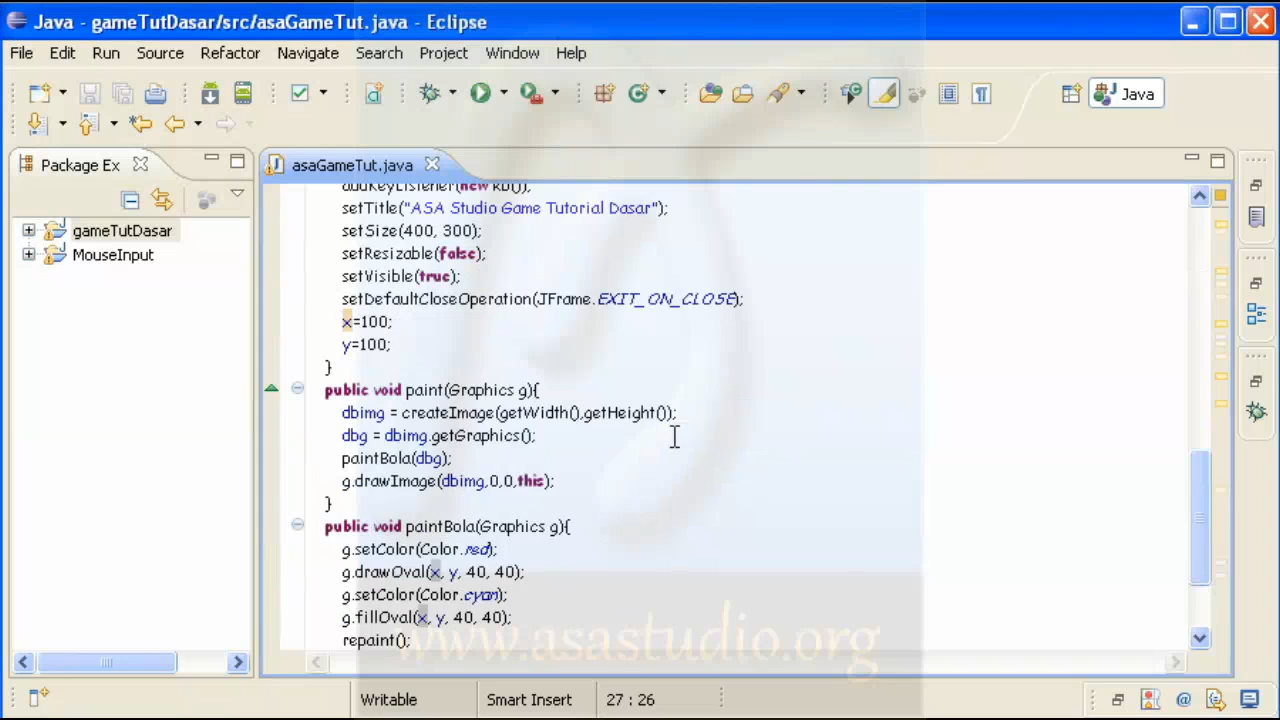 Java - gameTutDasar/src/asaGameTut.java - Eclipse
File Edit Run Source Refactor Navigate Search Project Window Help
Java
Package Ex
asaGameTut.java
gameTutDasar
MouseInput
addKeyListener(new kb());
setTitle("ASA Studio Game Tutorial Dasar");
setSize(400, 300);
setResizable(false);
setVisible(true);
setDefaultCloseOperation(JFrame.EXIT_ON_CLOSE);
x=100;
y=100;
}
public void paint(Graphics g){
dbimg = createImage(getWidth(),getHeight());
dbg = dbimg.getGraphics();
paintBola(dbg);
g.drawImage(dbimg,0,0,this);
}
public void paintBola(Graphics g){
g.setColor(Color.red);
g.drawOval(x, y, 40, 40);
g.setColor(Color.cyan);
g.fillOval(x, y, 40, 40);
repaint();
www.asastudio.org
Writable
Smart Insert
27 : 26